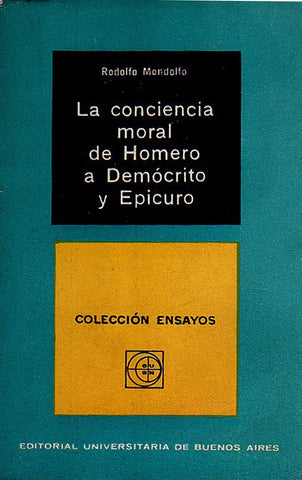 Rodolfo Mondolfo
La conciencia
moral
de Homero
a Demócrito
y Epicuro
COLECCIÓN ENSAYOS
EDITORIAL UNIVERSITARIA DE BUENOS AIRES